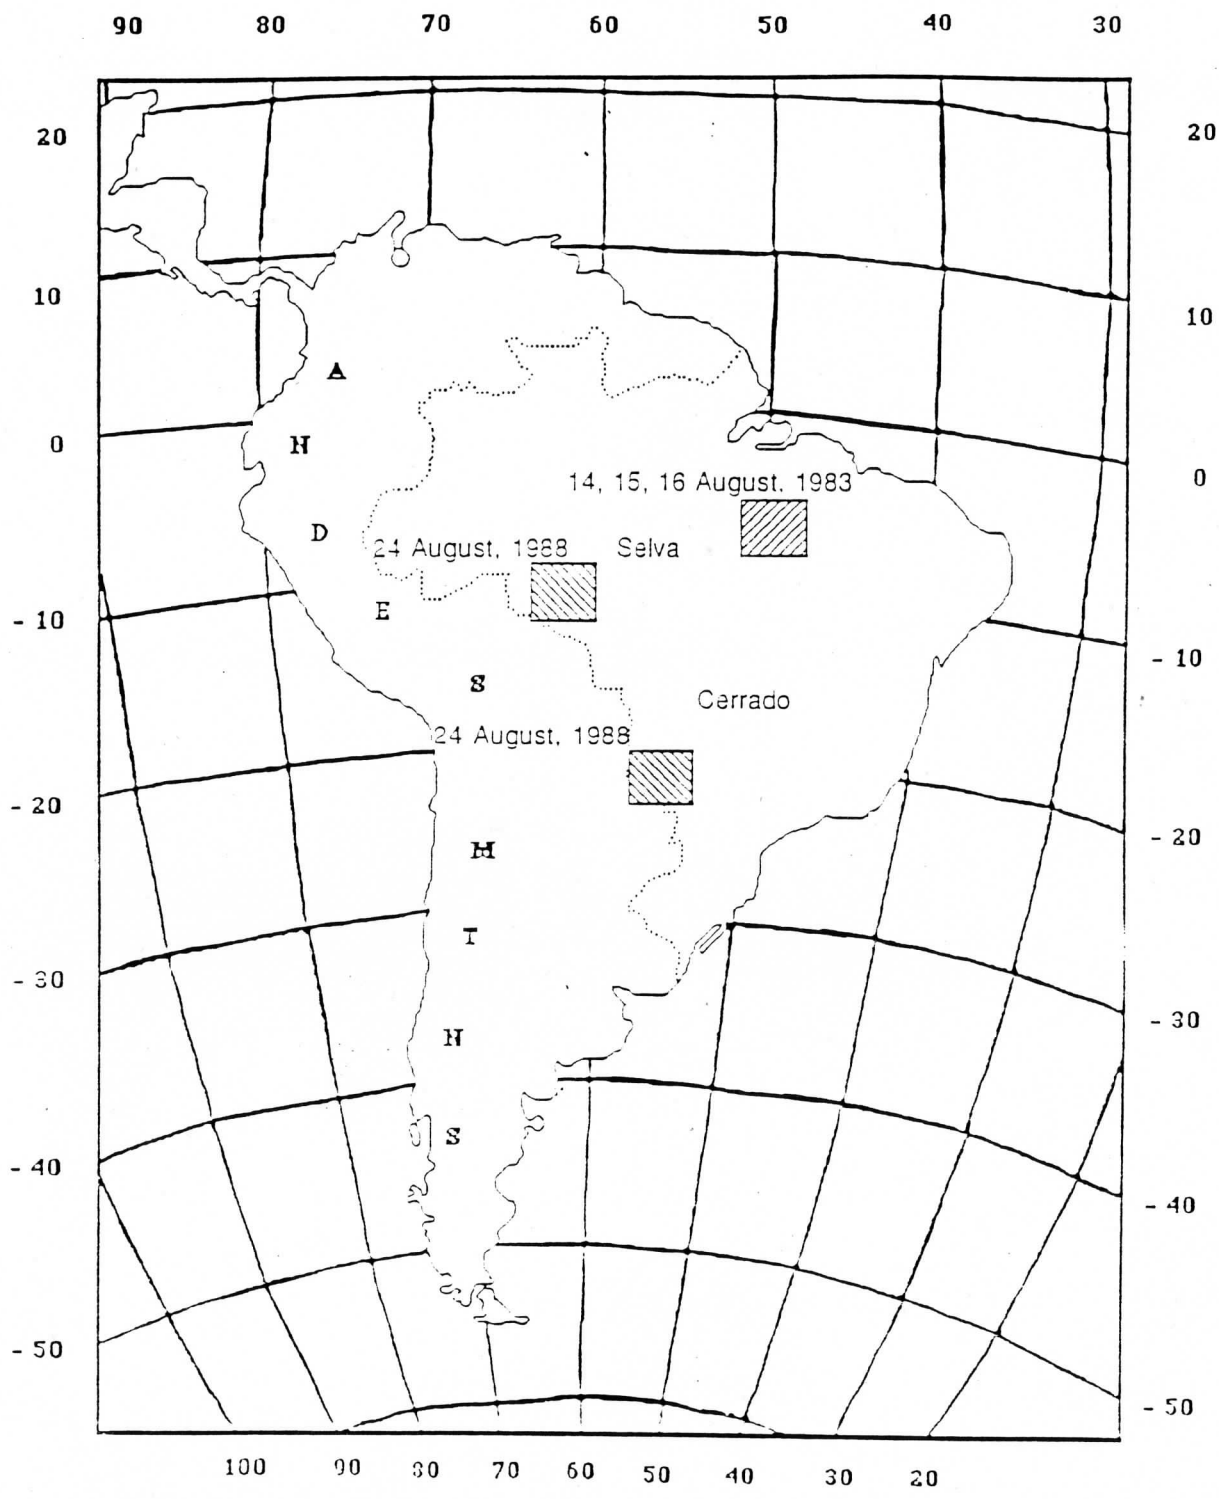 90 80 70 60 50 40 30
20 20
10 10
A
N
0 0
14, 15, 16 August, 1983
D
24 August, 1988 Selva
E
- 10 - 10
S
Cerrado
24 August, 1988
- 20 - 20
M
T
- 30 - 30
N
S
- 40 - 40
- 50 - 50
100 90 80 70 60 50 40 30 20